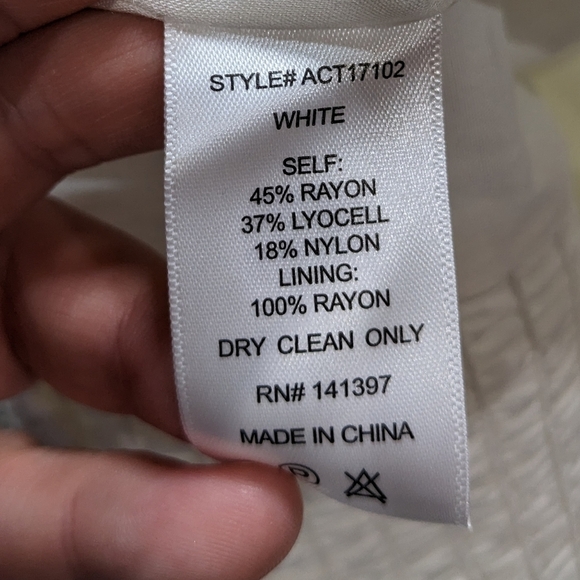 STYLE# ACT17102
WHITE
SELF:
45% RAYON
37% LYOCELL
18% NYLON
LINING:
100% RAYON
DRY CLEAN ONLY
RN# 141397
MADE IN CHINA
P